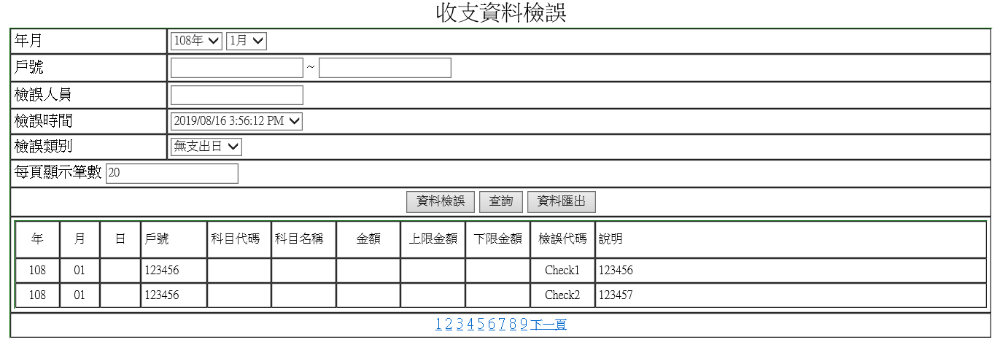 收支資料檢誤
年月 108年 1月
戶號 ~
檢誤人員
檢誤時間 2019/08/16 3:56:12 PM
檢誤類別 無支出日
每頁顯示筆數 20
資料檢誤 查詢 資料匯出
年 月 日 戶號 科目代碼 科目名稱 金額 上限金額 下限金額 檢誤代碼 說明
108 01 123456 Check1 123456
108 01 123456 Check2 123457
1 2 3 4 5 6 7 8 9 下一頁